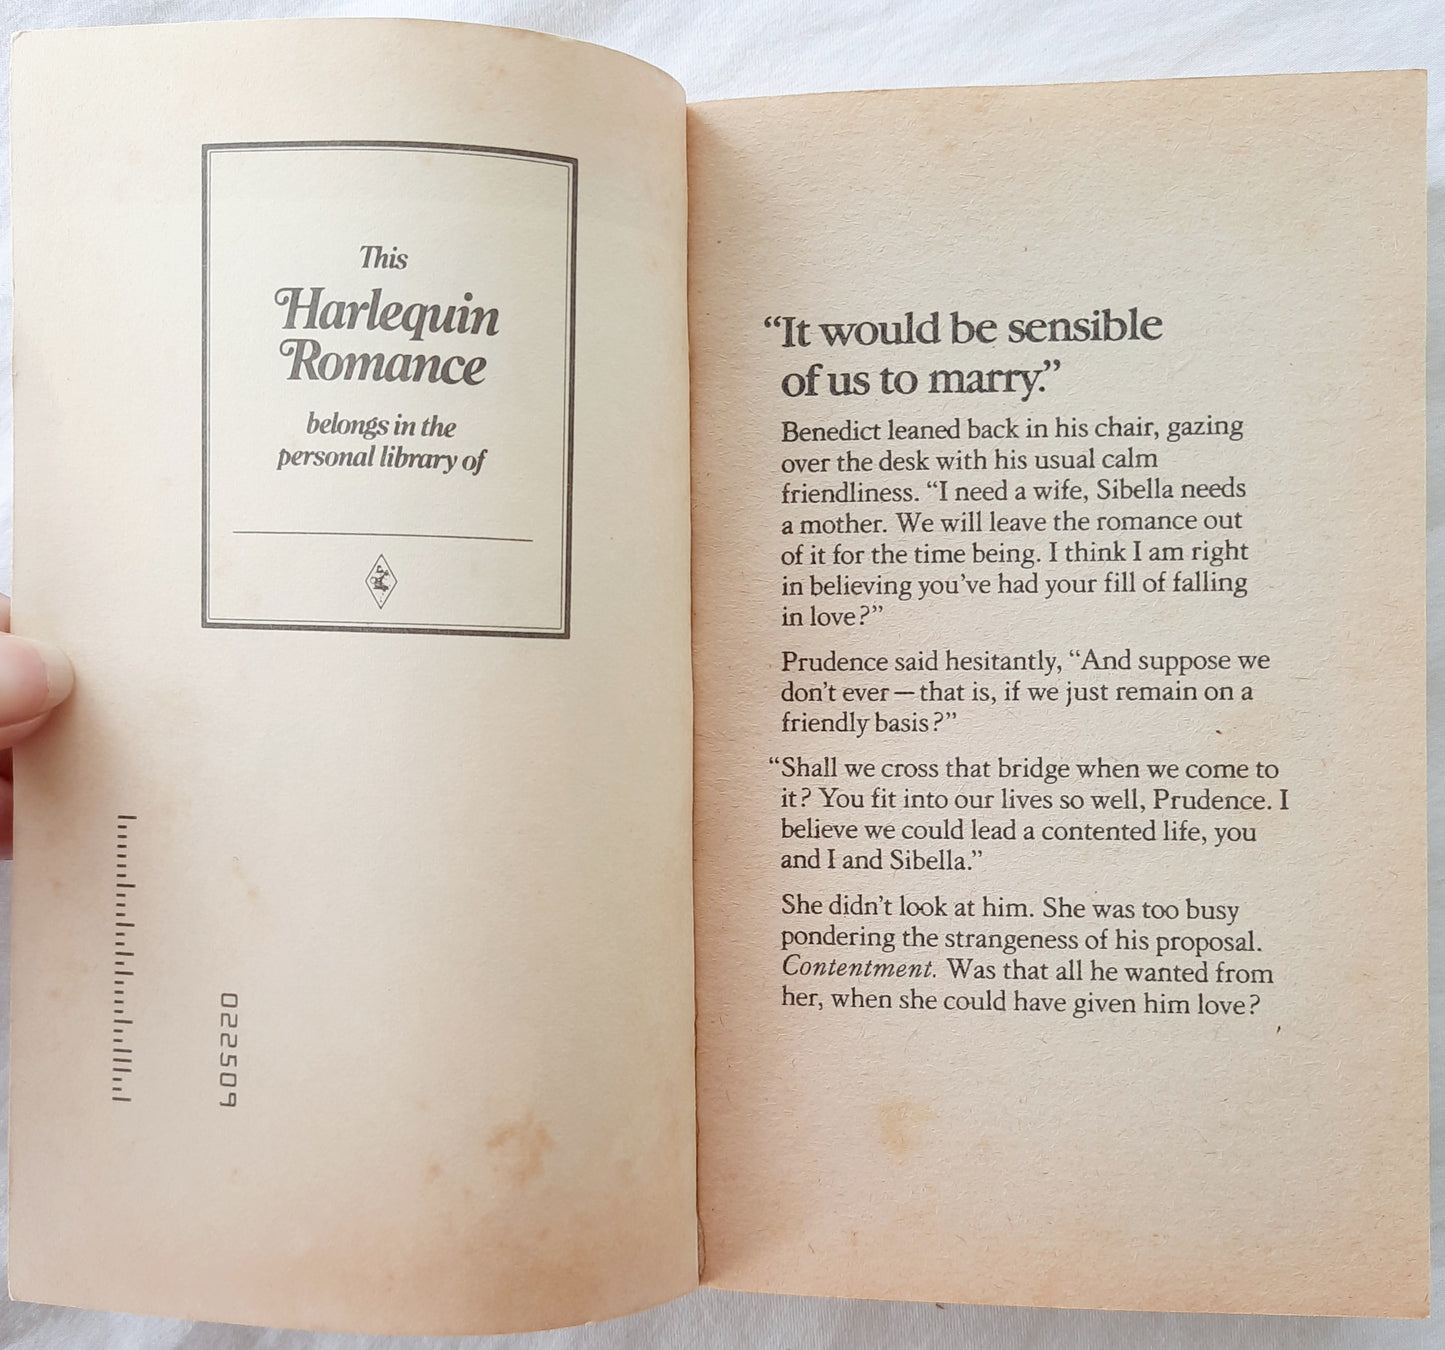 This
Harlequin
Romance
belongs in the
personal library of
022509
“It would be sensible
of us to marry.”
Benedict leaned back in his chair, gazing
over the desk with his usual calm
friendliness. “I need a wife, Sibella needs
a mother. We will leave the romance out
of it for the time being. I think I am right
in believing you’ve had your fill of falling
in love?”
Prudence said hesitantly, “And suppose we
don’t ever—that is, if we just remain on a
friendly basis?”
“Shall we cross that bridge when we come to
it? You fit into our lives so well, Prudence. I
believe we could lead a contented life, you
and I and Sibella.”
She didn’t look at him. She was too busy
pondering the strangeness of his proposal.
Contentment. Was that all he wanted from
her, when she could have given him love?